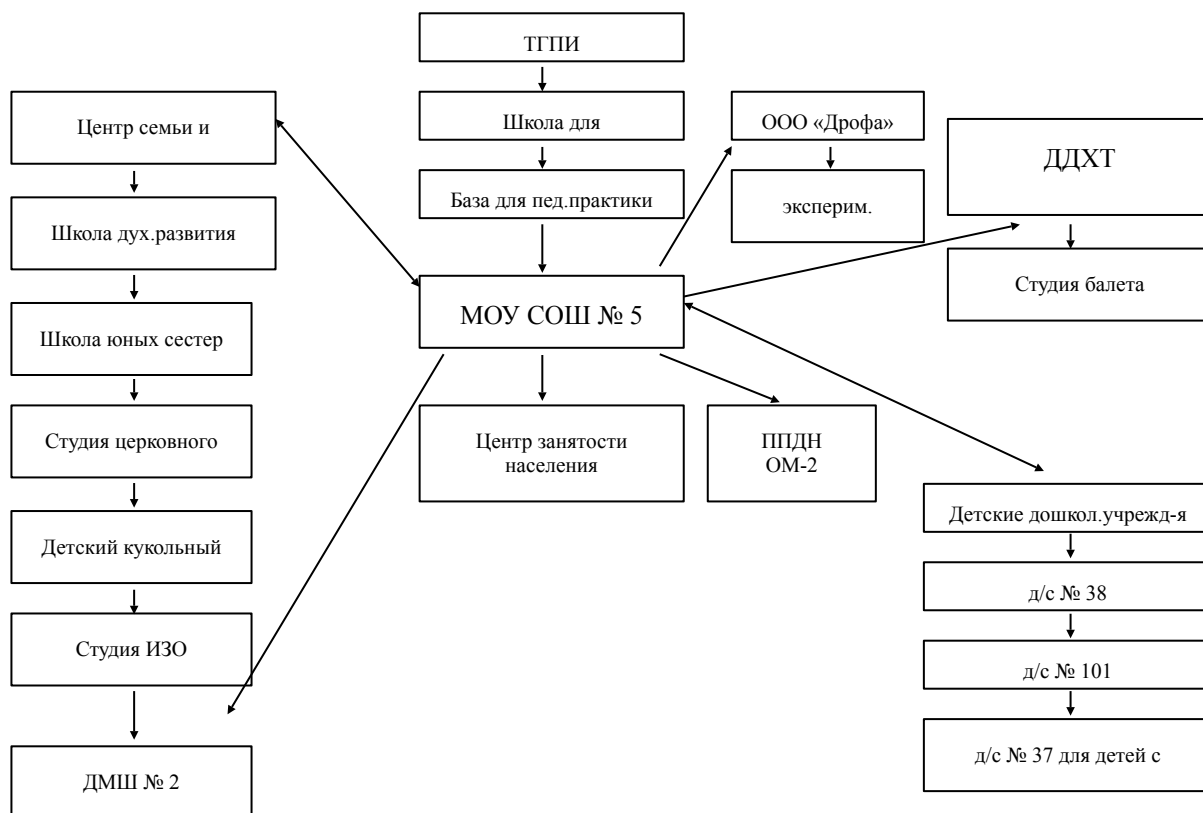 ТГПИ
Школа для
База для пед.практики
Центр семьи и
Школа дух.развития
Школа юных сестер
Студия церковного
Детский кукольный
Студия ИЗО
ДМШ № 2
ООО «Дрофа»
эксперим.
ДДХТ
Студия балета
МОУ СОШ № 5
Центр занятости
населения
ППДН
ОМ-2
Детские дошкол.учрежд-я
д/с № 38
д/с № 101
д/с № 37 для детей с